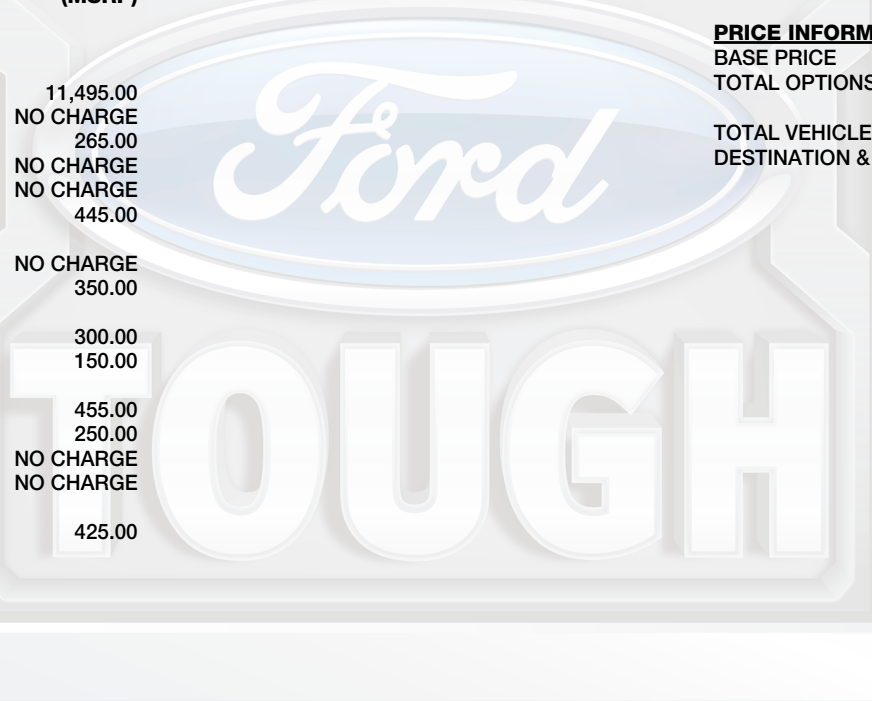 (MSRP)
11,495.00
NO CHARGE
265.00
NO CHARGE
NO CHARGE
445.00
NO CHARGE
350.00
300.00
150.00
455.00
250.00
NO CHARGE
NO CHARGE
425.00
PRICE INFORM
BASE PRICE
TOTAL OPTIONS
TOTAL VEHICLE
DESTINATION &
Ford
TOUGH